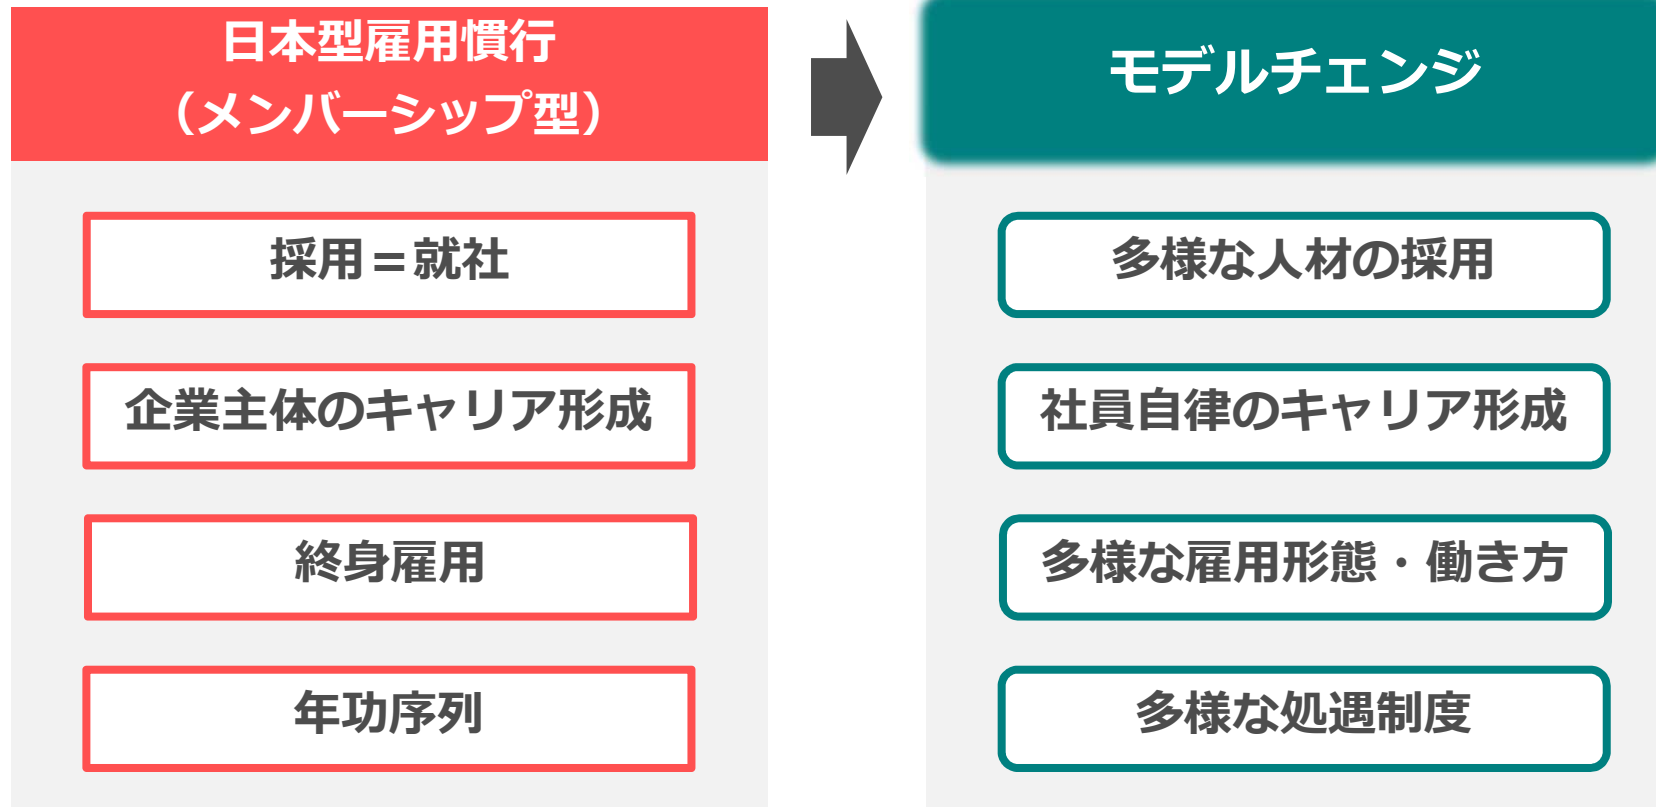 日本型雇用慣行
（メンバーシップ型）
採用＝就社
企業主体のキャリア形成
終身雇用
年功序列
モデルチェンジ
多様な人材の採用
社員自律のキャリア形成
多様な雇用形態・働き方
多様な処遇制度